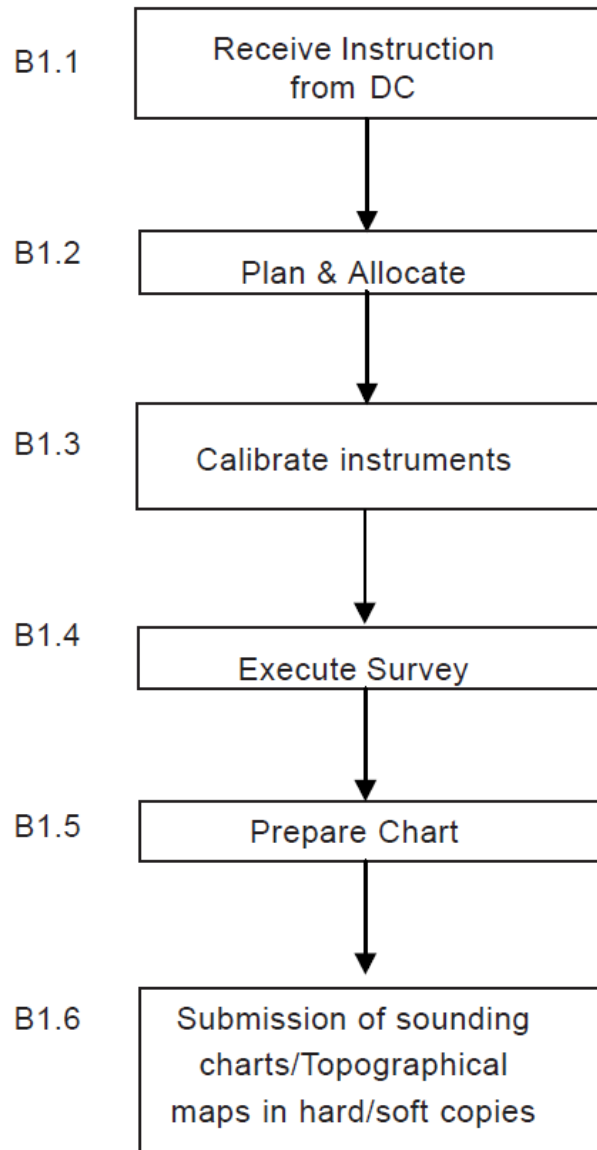 B1.1
Receive Instruction
from DC
B1.2
Plan & Allocate
B1.3
Calibrate instruments
B1.4
Execute Survey
B1.5
Prepare Chart
B1.6
Submission of sounding
charts/Topographical
maps in hard/soft copies